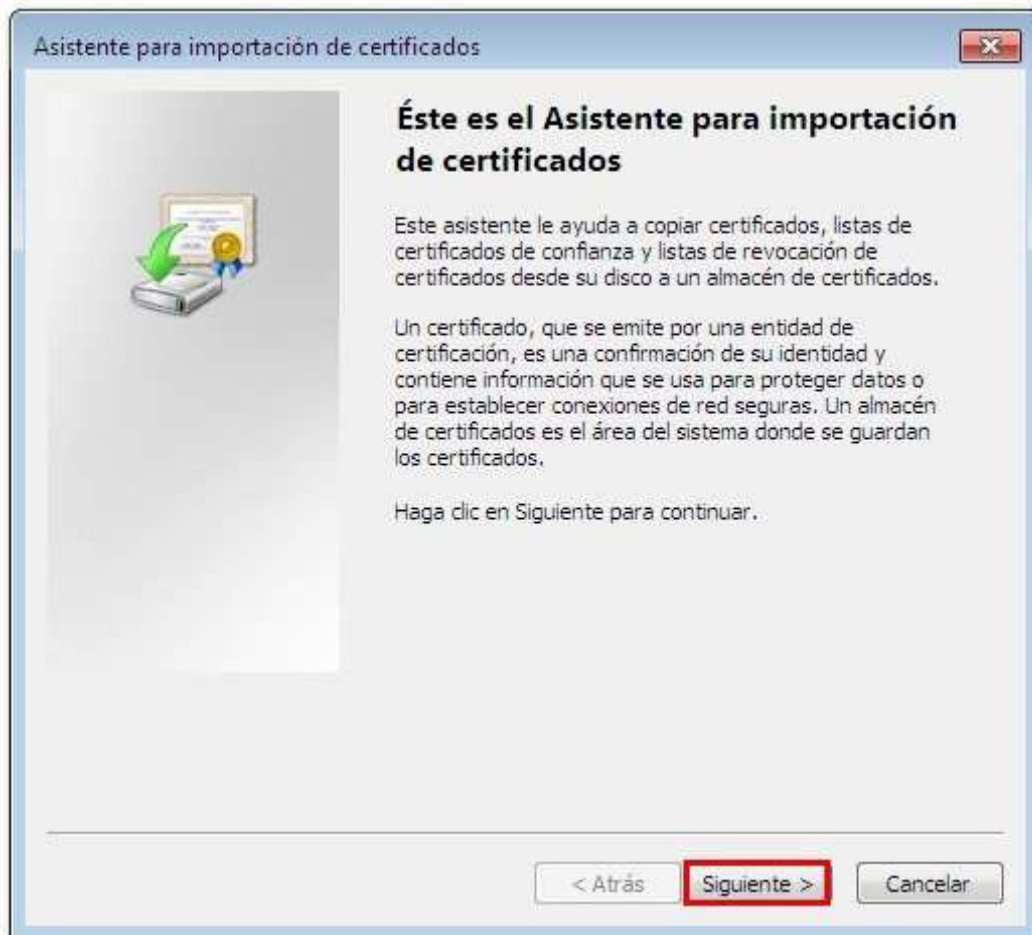 Asistente para importación de certificados
Éste es el Asistente para importación
de certificados
Este asistente le ayuda a copiar certificados, listas de
certificados de confianza y listas de revocación de
certificados desde su disco a un almacén de certificados.
Un certificado, que se emite por una entidad de
certificación, es una confirmación de su identidad y
contiene información que se usa para proteger datos o
para establecer conexiones de red seguras. Un almacén
de certificados es el área del sistema donde se guardan
los certificados.
Haga clic en Siguiente para continuar.
< Atrás
Siguiente >
Cancelar